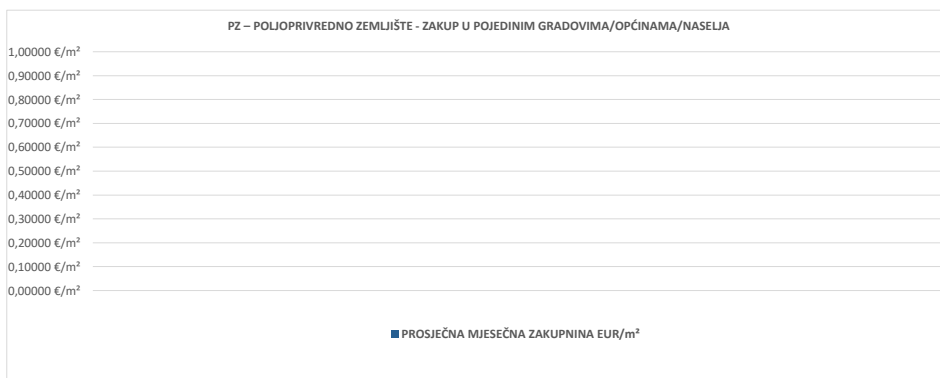 PZ – POLJOPRIVREDNO ZEMLJIŠTE - ZAKUP U POJEDINIM GRADOVIMA/OPĆINAMA/NASELJA
1,00000 €/m²
0,90000 €/m²
0,80000 €/m²
0,70000 €/m²
0,60000 €/m²
0,50000 €/m²
0,40000 €/m²
0,30000 €/m²
0,20000 €/m²
0,10000 €/m²
0,00000 €/m²
PROSJEČNA MJESEČNA ZAKUPNINA EUR/m²